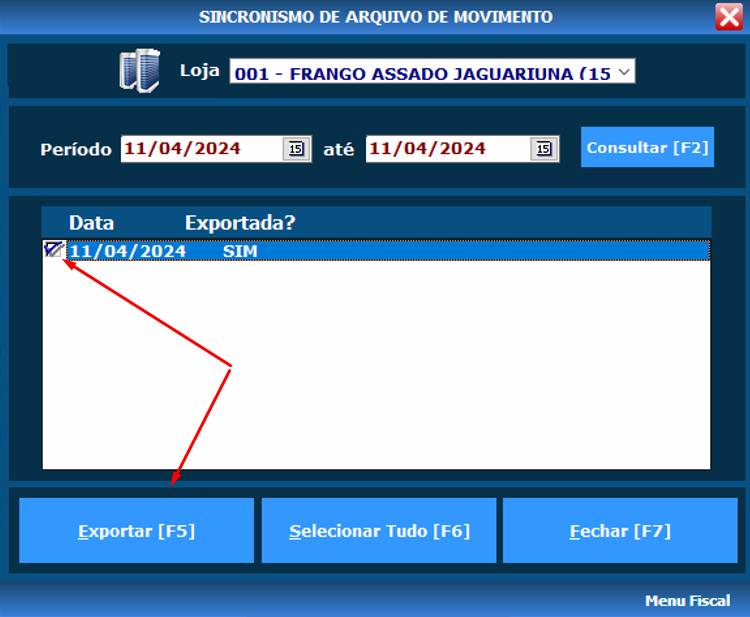 SINCRONISMO DE ARQUIVO DE MOVIMENTO
Loja 001 - FRANGO ASSADO JAGUARIUNA (15
Período 11/04/2024 15 até 11/04/2024 15 Consultar [F2]
Data Exportada?
11/04/2024 SIM
Exportar [F5] Selecionar Tudo [F6] Fechar [F7]
Menu Fiscal